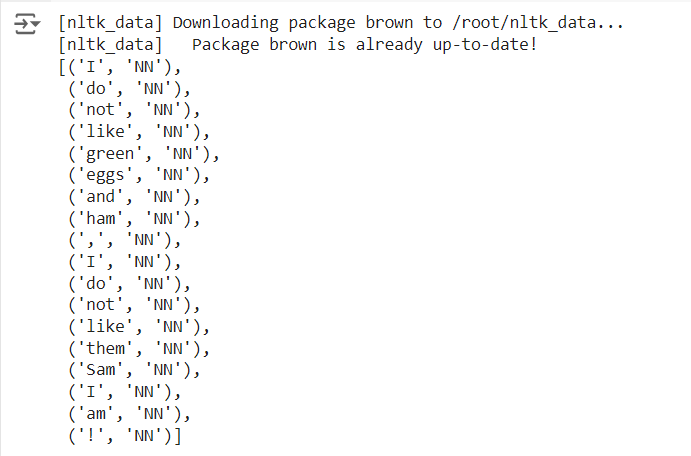 [nltk_data] Downloading package brown to /root/nltk_data...
[nltk_data]   Package brown is already up-to-date!
[('I', 'NN'),
 ('do', 'NN'),
 ('not', 'NN'),
 ('like', 'NN'),
 ('green', 'NN'),
 ('eggs', 'NN'),
 ('and', 'NN'),
 ('ham', 'NN'),
 (',', 'NN'),
 ('I', 'NN'),
 ('do', 'NN'),
 ('not', 'NN'),
 ('like', 'NN'),
 ('them', 'NN'),
 ('Sam', 'NN'),
 ('I', 'NN'),
 ('am', 'NN'),
 ('!', 'NN')]